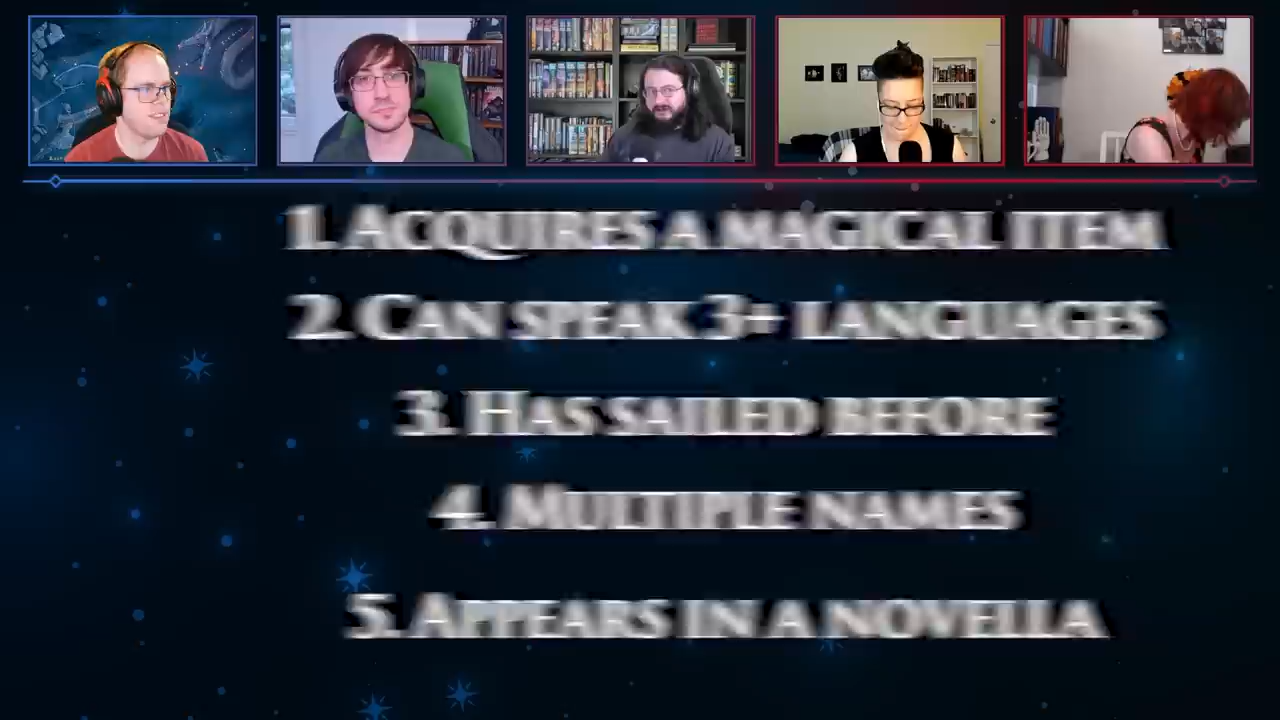 1. Acquires a magical item
2. Can speak 3+ languages
3. Has sailed before
4. Multiple names
5. Appears in a novella